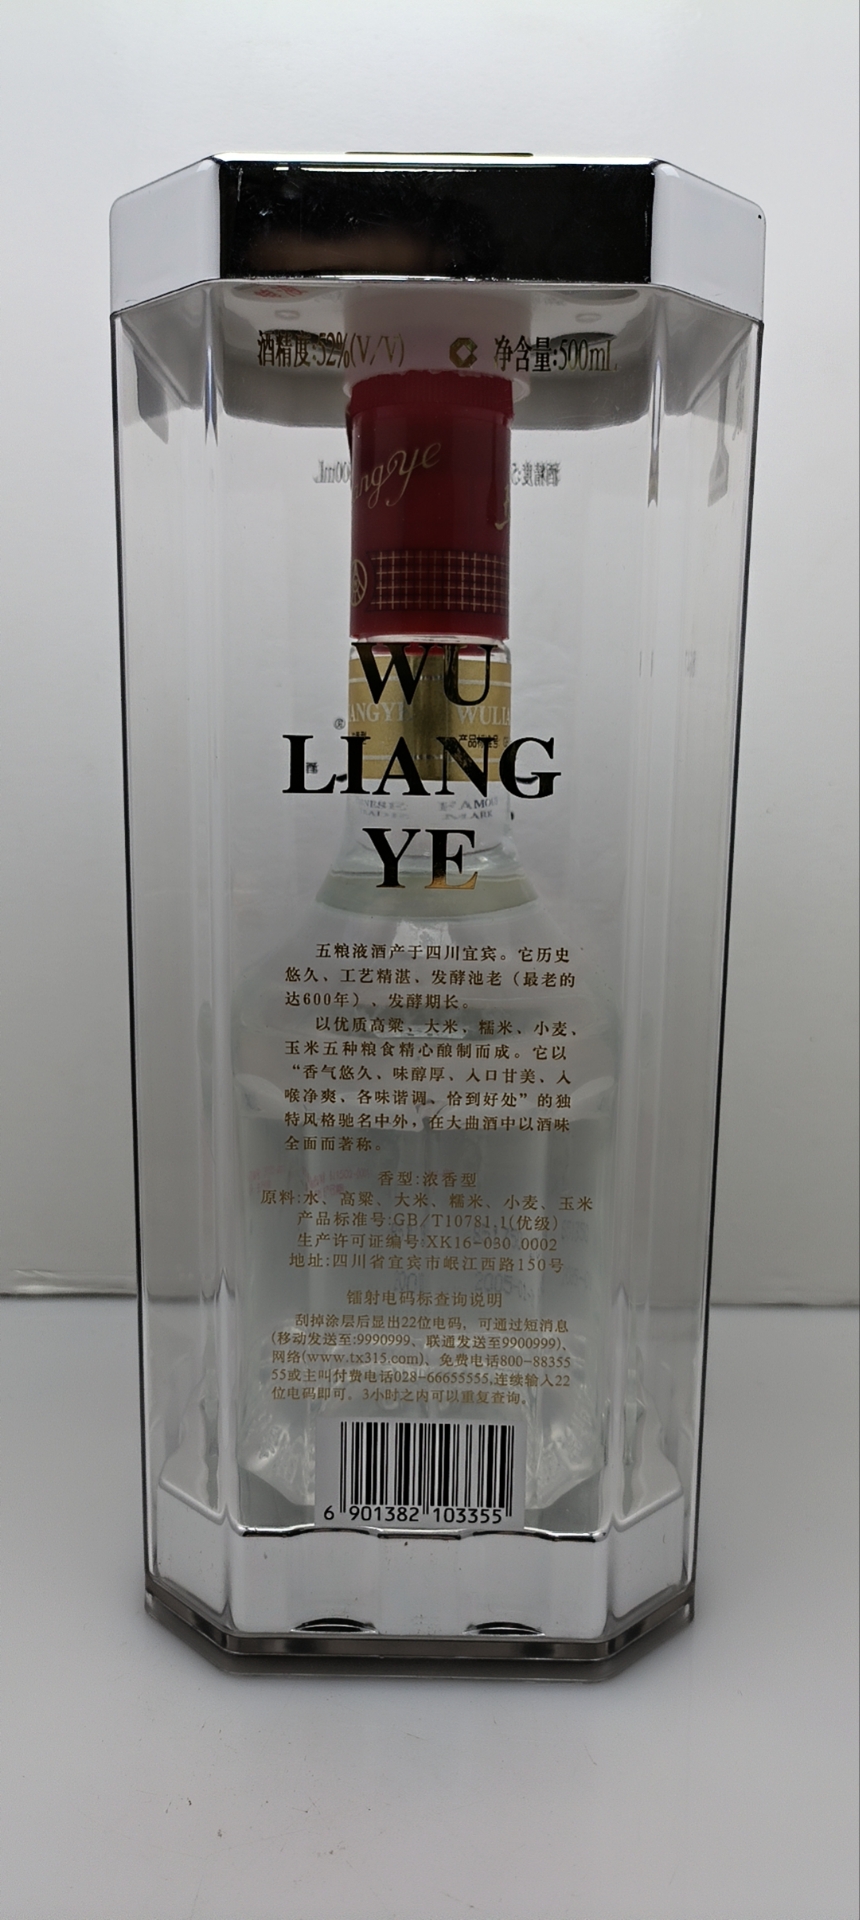 酒精度:52%(V/V) 净含量:500mL
angye
WU
LIANG
YE
五粮液酒产于四川宜宾。它历史
悠久、工艺精湛、发酵池老（最老的
达600年）、发酵期长。
以优质高粱、大米、糯米、小麦、
玉米五种粮食精心酿制而成。它以
“香气悠久、味醇厚、入口甘美、入
喉净爽、各味谐调、恰到好处”的独
特风格驰名中外，在大曲酒中以酒味
全面而著称。
香型:浓香型
原料:水、高粱、大米、糯米、小麦、玉米
产品标准号:GB/T10781.1(优级)
生产许可证编号:XK16-030 0002
地址:四川省宜宾市岷江西路150号
镭射电码标查询说明
刮掉涂层后显出22位电码，可通过短消息
(移动发送至:9990999、联通发送至9900999)、
网络(www.tx315.com)、免费电话800-88355
55或主叫付费电话028-66655555,连续输入22
位电码即可。3小时之内可以重复查询。
6 901382 103355